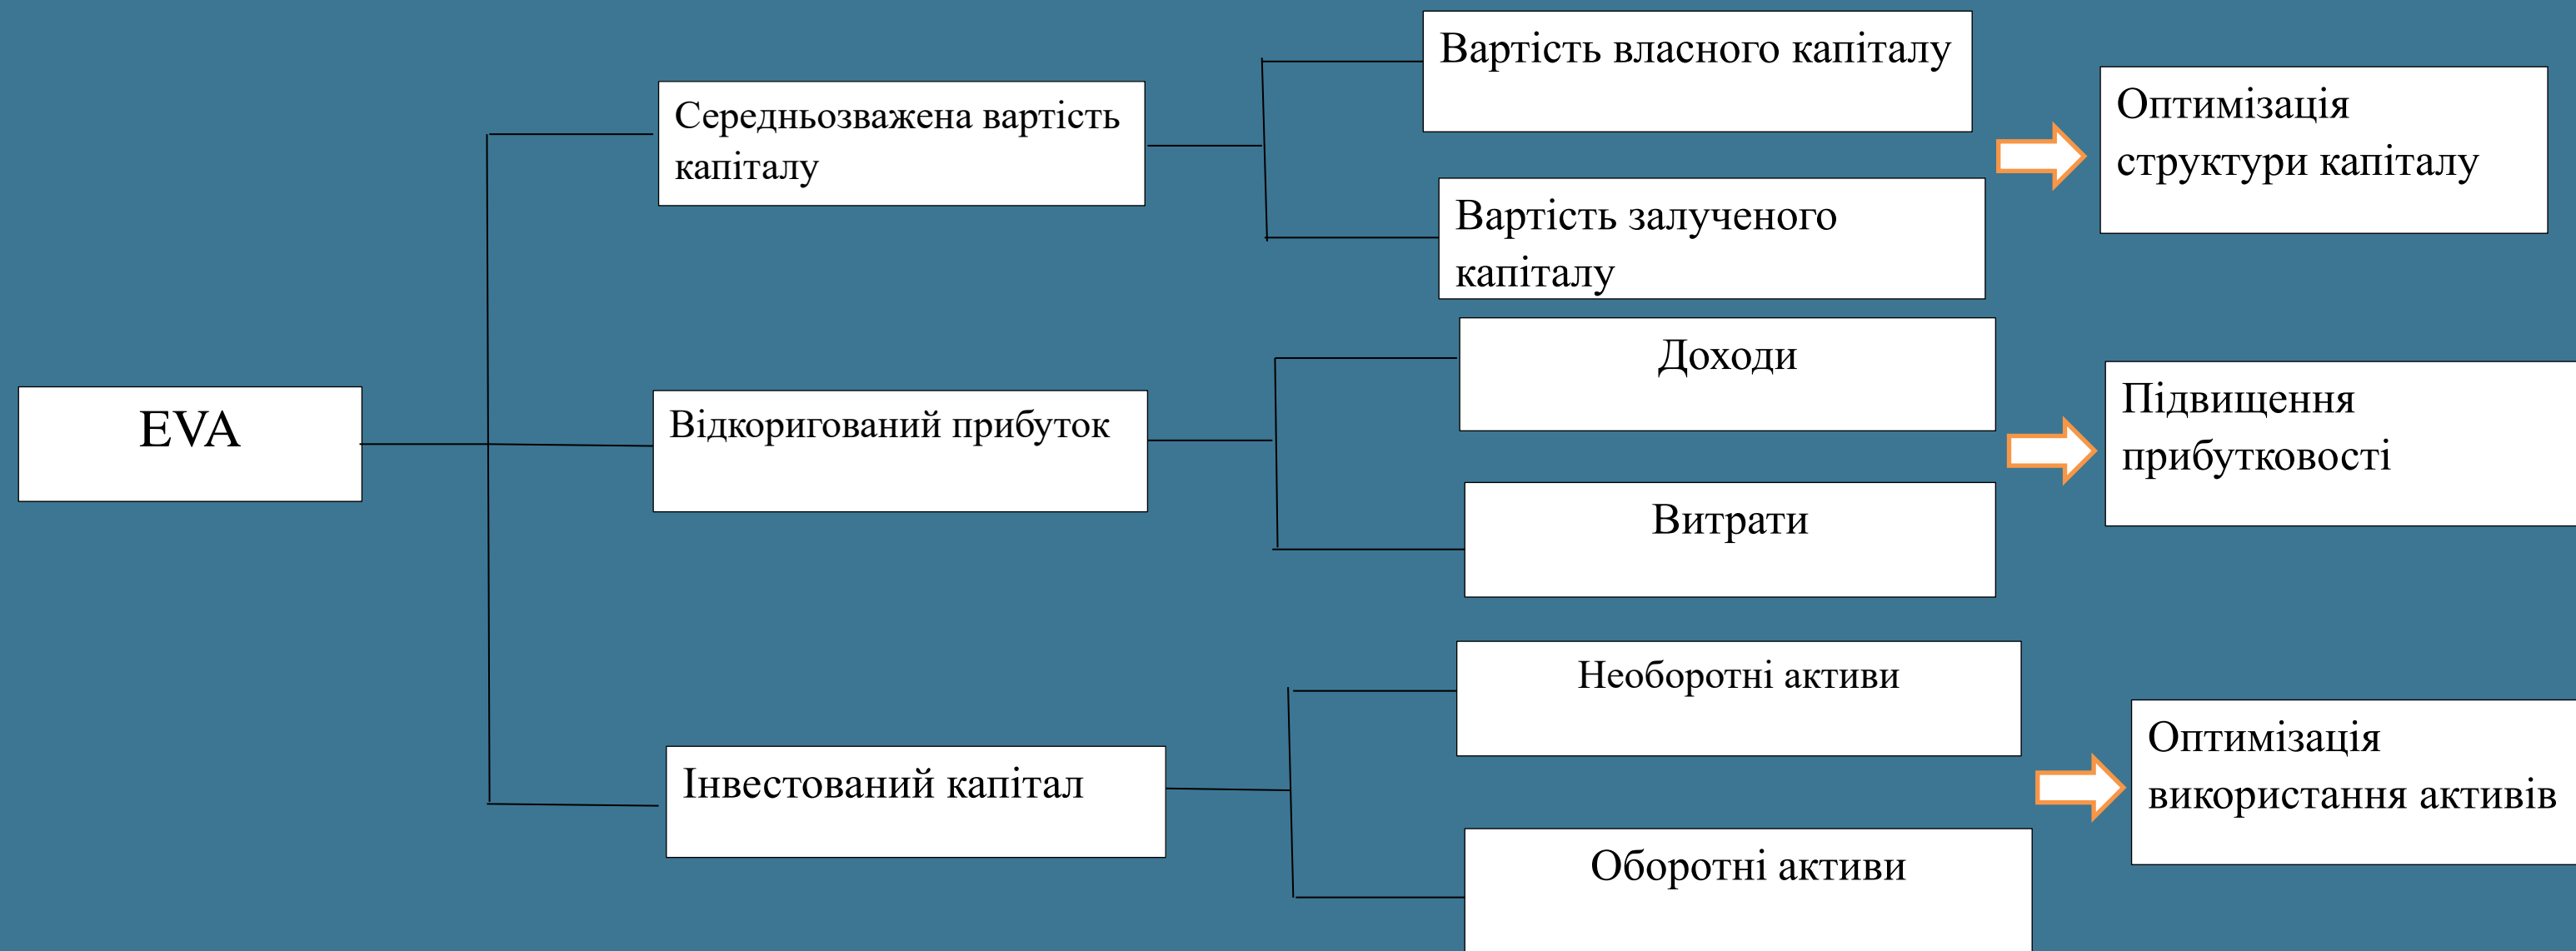 EVA
Середньозважена вартість
капіталу
Вартість власного капіталу
Вартість залученого
капіталу
Оптимізація
структури капіталу
Відкоригований прибуток
Доходи
Витрати
Підвищення
прибутковості
Інвестований капітал
Необоротні активи
Оборотні активи
Оптимізація
використання активів